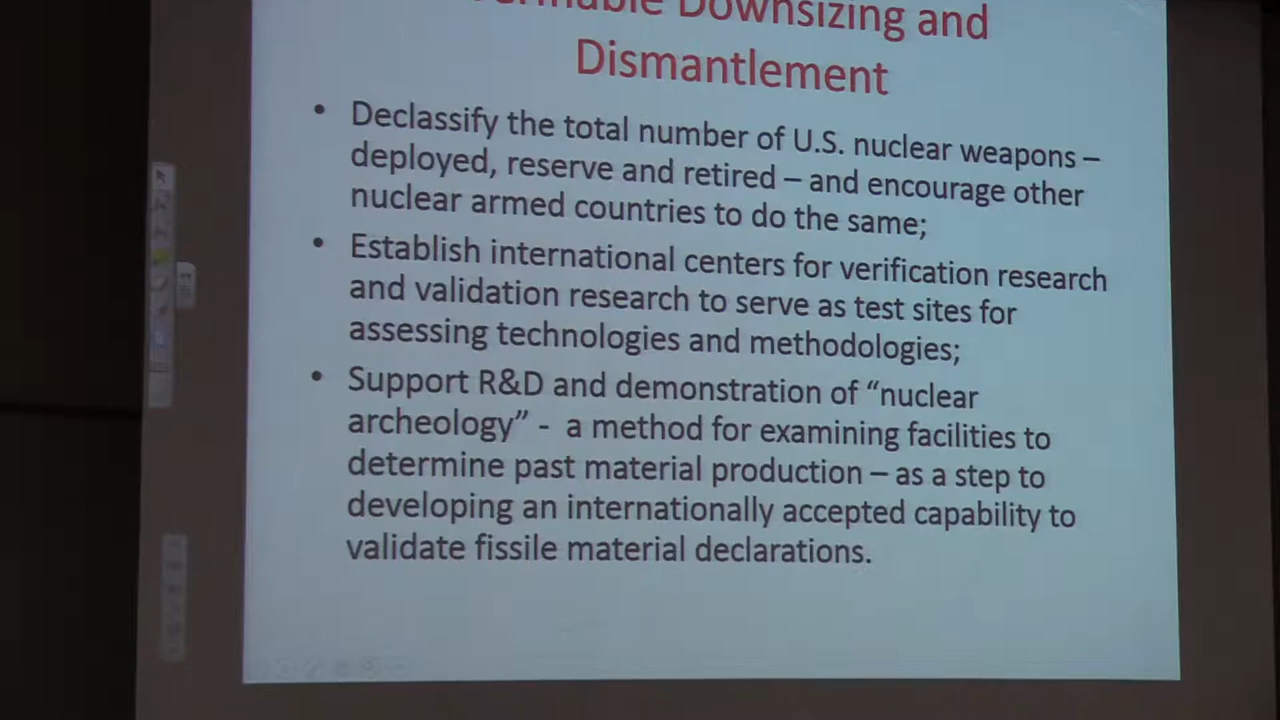 Downsizing and
Dismantlement
• Declassify the total number of U.S. nuclear weapons –
deployed, reserve and retired – and encourage other
nuclear armed countries to do the same;
• Establish international centers for verification research
and validation research to serve as test sites for
assessing technologies and methodologies;
• Support R&D and demonstration of “nuclear
archeology” - a method for examining facilities to
determine past material production – as a step to
developing an internationally accepted capability to
validate fissile material declarations.